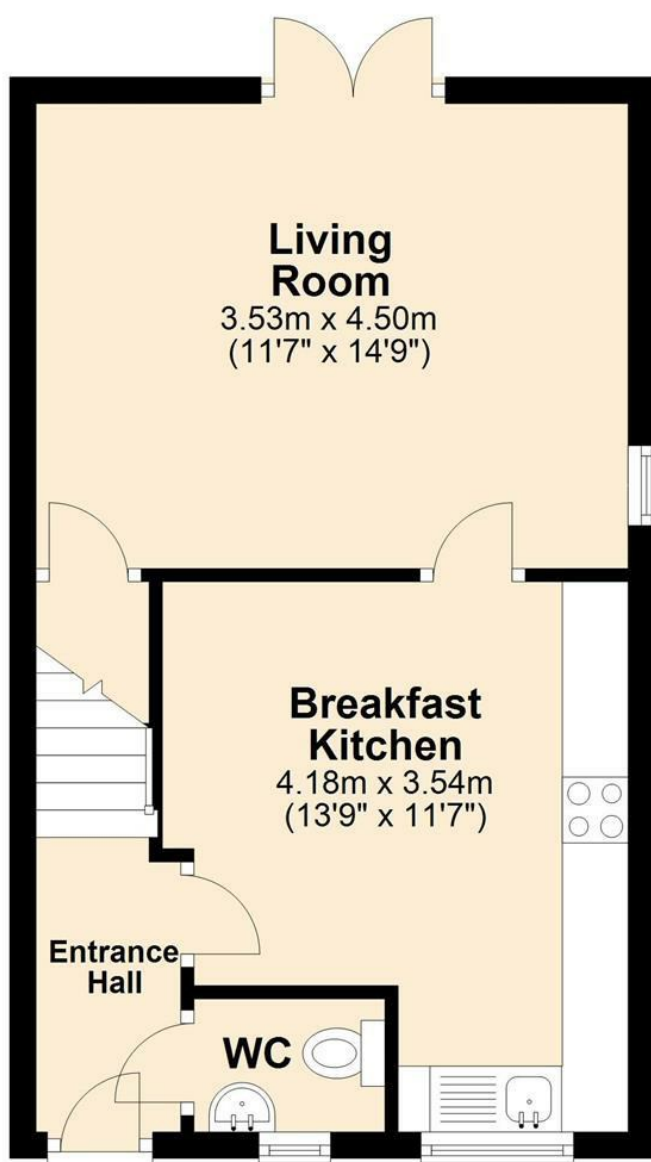 Living
Room
3.53m x 4.50m
(11'7" x 14'9")
Breakfast
Kitchen
4.18m x 3.54m
(13'9" x 11'7")
Entrance
Hall
WC